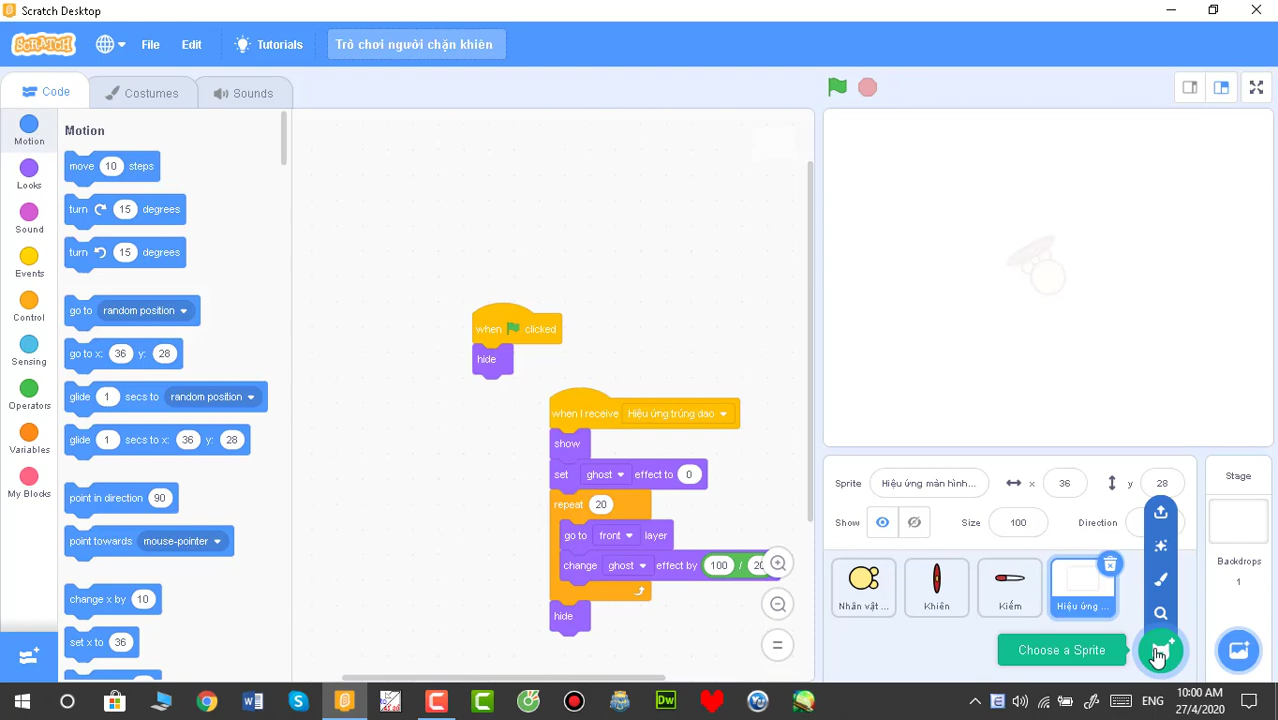 Scratch Desktop
SCRATCH File Edit Tutorials Trò chơi người chặn khiên
Code Costumes Sounds
Motion
Looks
Sound
Events
Control
Sensing
Operators
Variables
My Blocks
Motion
move 10 steps
turn 15 degrees
turn 15 degrees
go to random position
go to x: 36 y: 28
glide 1 secs to random position
glide 1 secs to x: 36 y: 28
point in direction 90
point towards mouse-pointer
change x by 10
set x to 36
when clicked
hide
when I receive Hiệu ứng trúng dao
show
set ghost effect to 0
repeat 20
go to front layer
change ghost effect by 100 / 20
hide
Sprite Hiệu ứng màn hình... x 36 y 28
Show Size 100 Direction
Nhân vật ...
Khiên
Kiếm
Hiệu ứng ...
Choose a Sprite
Stage
Backdrops
1
ENG
10:00 AM
27/4/2020